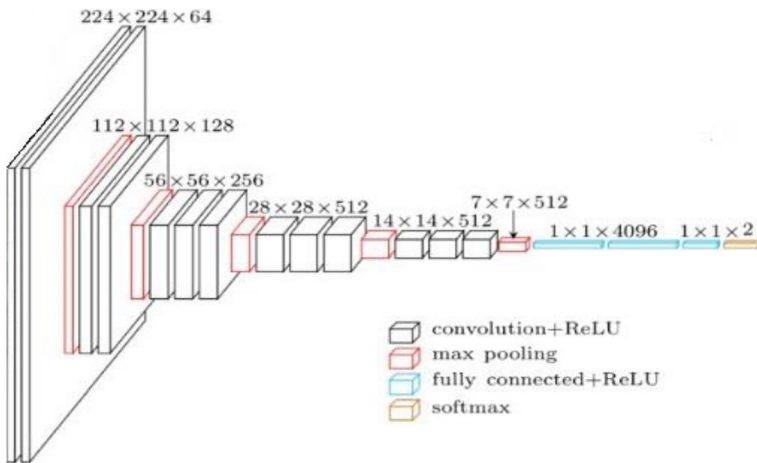 224×224×64
112×112×128
56×56×256
28×28×512
14×14×512
7×7×512
1×1×4096
1×1×2
convolution+ReLU
max pooling
fully connected+ReLU
softmax